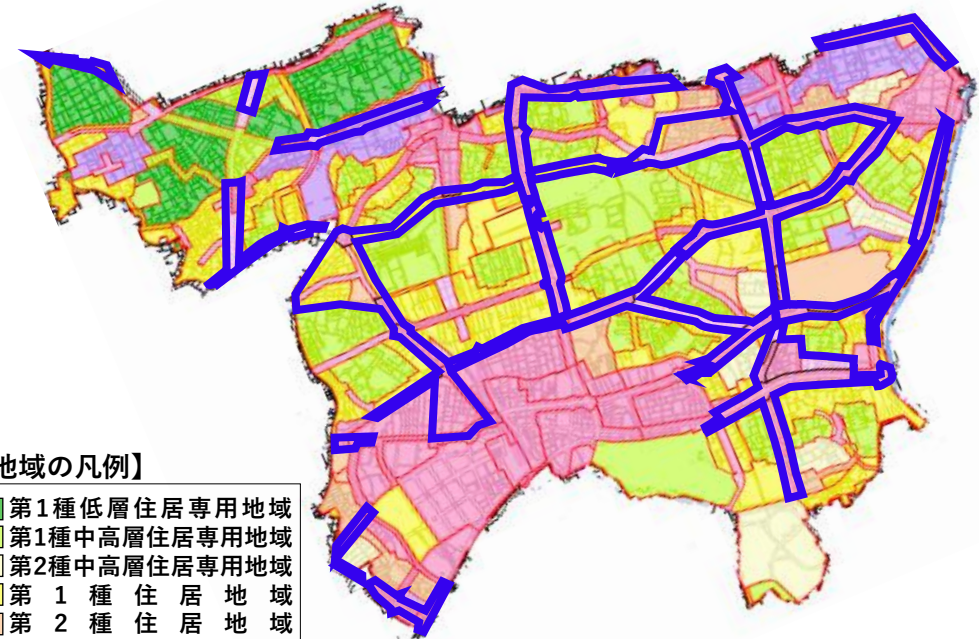 地域の凡例】
第1種低層住居専用地域
第1種中高層住居専用地域
第2種中高層住居専用地域
第1種住居地域
第2種住居地域